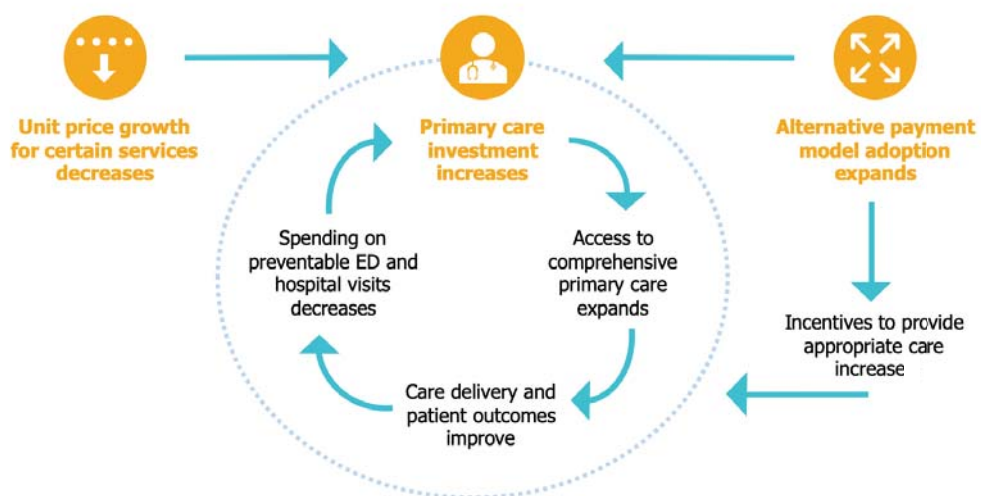 Unit price growth
for certain services
decreases
Primary care
investment
increases
Alternative payment
model adoption
expands
Spending on
preventable ED and
hospital visits
decreases
Access to
comprehensive
primary care
expands
Incentives to provide
appropriate care
increase
Care delivery and
patient outcomes
improve